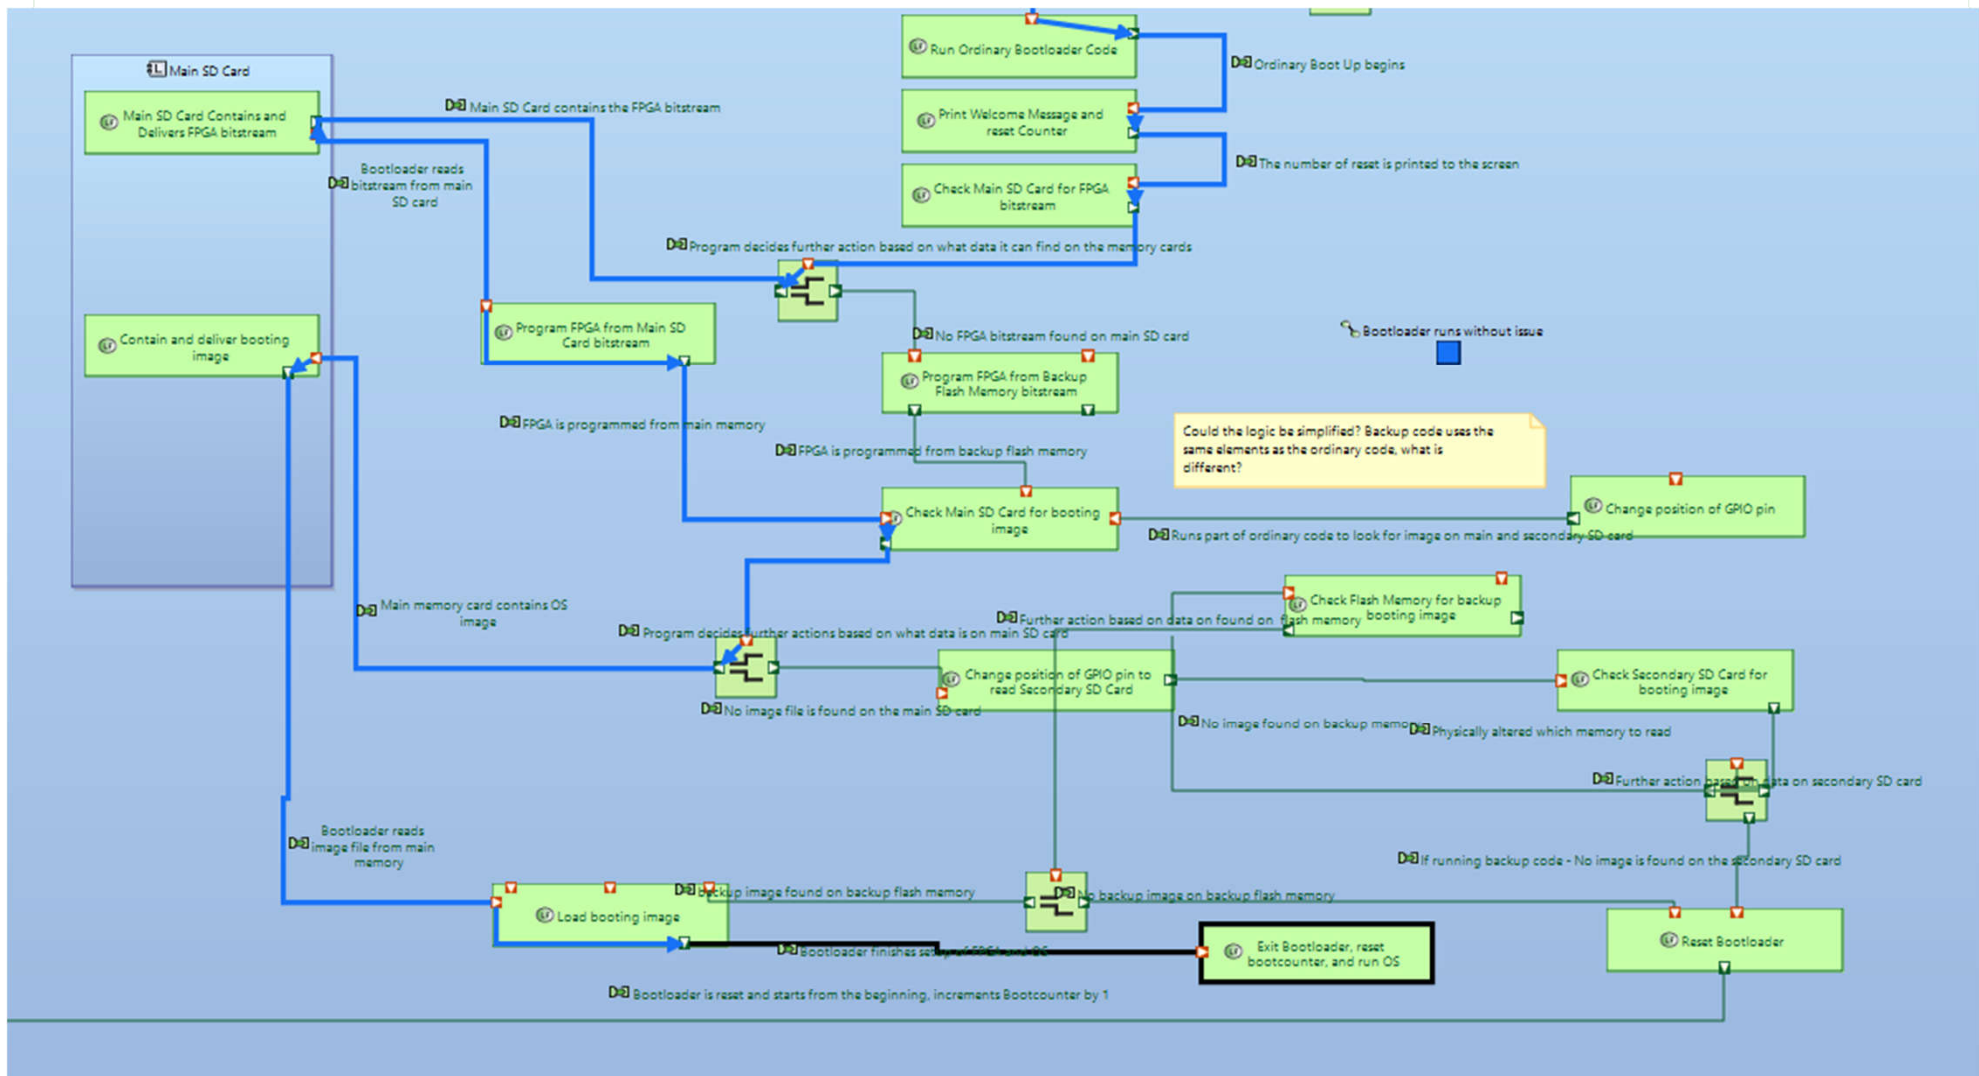 Main SD Card
Main SD Card Contains and
Delivers FPGA bitstream
Main SD Card contains the FPGA bitstream
Bootloader reads
bitstream from main
SD card
Contain and deliver booting
image
Run Ordinary Bootloader Code
Ordinary Boot Up begins
Print Welcome Message and
reset Counter
The number of reset is printed to the screen
Check Main SD Card for FPGA
bitstream
Program decides further action based on what data it can find on the memory cards
Program FPGA from Main SD
Card bitstream
No FPGA bitstream found on main SD card
Bootloader runs without issue
Program FPGA from Backup
Flash Memory bitstream
FPGA is programmed from main memory
FPGA is programmed from backup flash memory
Could the logic be simplified? Backup code uses the
same elements as the ordinary code, what is
different?
Check Main SD Card for booting
image
Change position of GPIO pin
Runs part of ordinary code to look for image on main and secondary SD card
Main memory card contains OS
image
Program decides further actions based on what data is on main SD card
Further action based on data on found on flash memory
Check Flash Memory for backup
booting image
Change position of GPIO pin to
read Secondary SD Card
Check Secondary SD Card for
booting image
No image file is found on the main SD card
No image found on backup memo
Physically altered which memory to read
Further action based on data on secondary SD card
Bootloader reads
image file from main
memory
If running backup code - No image is found on the secondary SD card
Load booting image
backup image found on backup flash memory
No backup image on backup flash memory
Bootloader finishes setup of FPGA and OS
Exit Bootloader, reset
bootcounter, and run OS
Reset Bootloader
Bootloader is reset and starts from the beginning, increments Bootcounter by 1